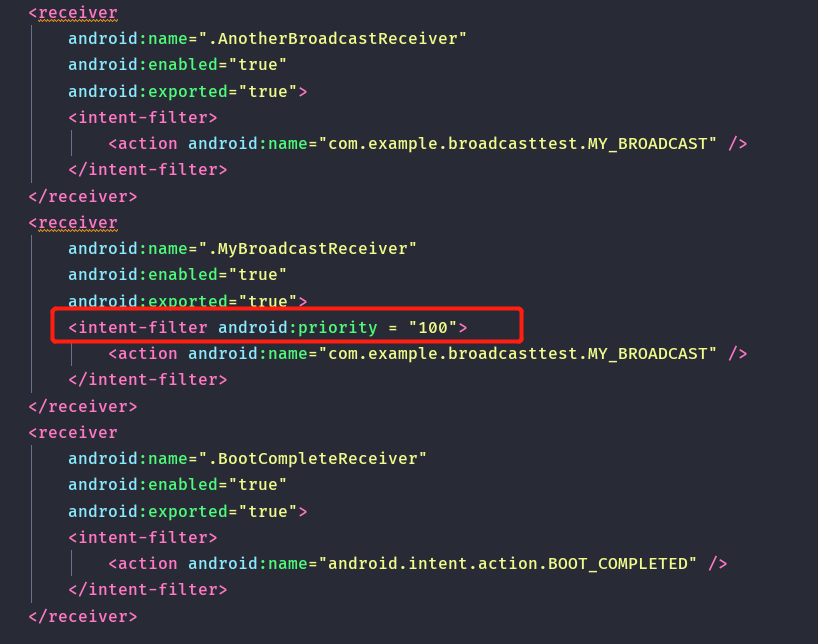 <receiver
android:name=".AnotherBroadcastReceiver"
android:enabled="true"
android:exported="true">
<intent-filter>
<action android:name="com.example.broadcasttest.MY_BROADCAST" />
</intent-filter>
</receiver>
<receiver
android:name=".MyBroadcastReceiver"
android:enabled="true"
android:exported="true">
<intent-filter android:priority = "100">
<action android:name="com.example.broadcasttest.MY_BROADCAST" />
</intent-filter>
</receiver>
<receiver
android:name=".BootCompleteReceiver"
android:enabled="true"
android:exported="true">
<intent-filter>
<action android:name="android.intent.action.BOOT_COMPLETED" />
</intent-filter>
</receiver>